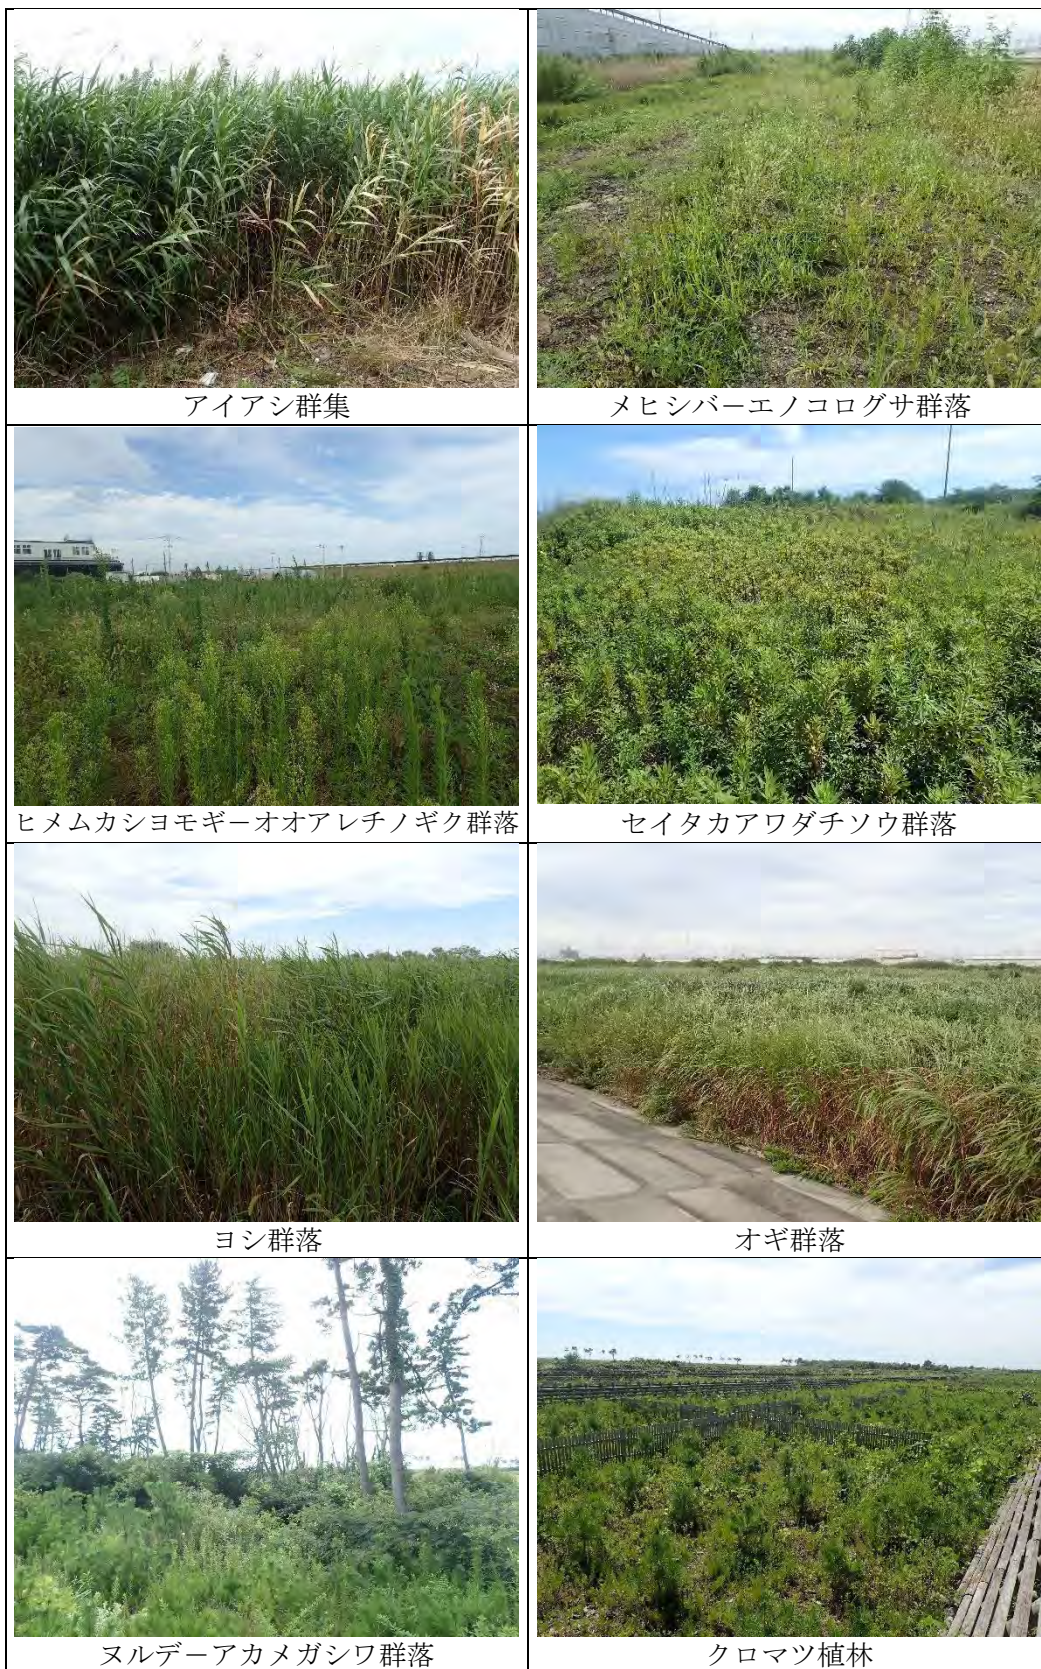 アイアシ群集
メヒシバ－エノコログサ群落
ヒメムカシヨモギ－オオアレチノギク群落
セイタカアワダチソウ群落
ヨシ群落
オギ群落
ヌルデ－アカメガシワ群落
クロマツ植林